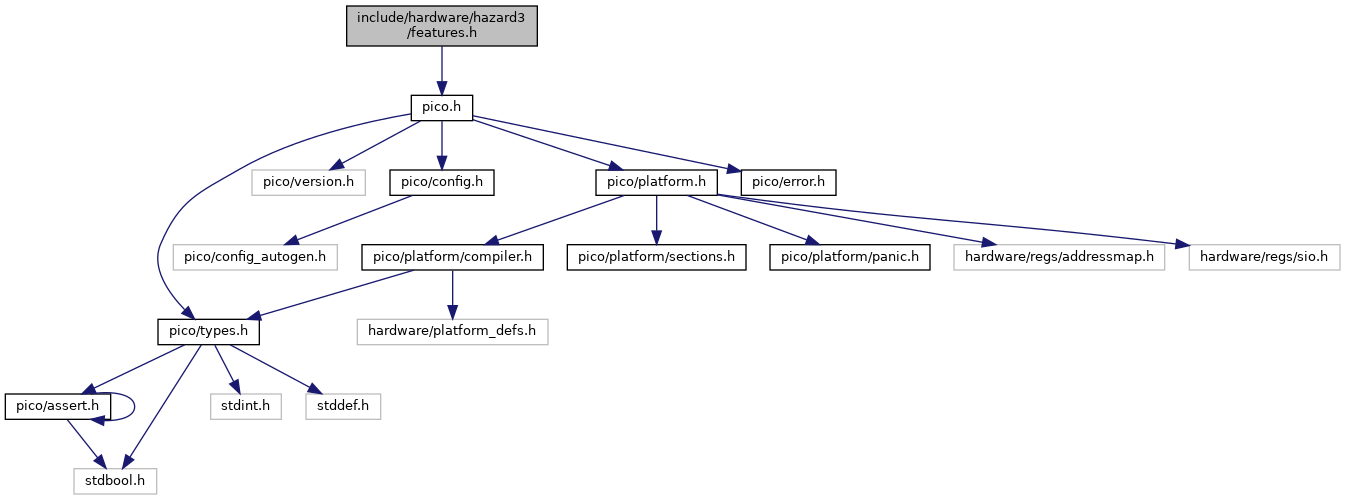 include/hardware/hazard3
/features.h
pico.h
pico/version.h
pico/config.h
pico/platform.h
pico/error.h
pico/config_autogen.h
pico/platform/compiler.h
pico/platform/sections.h
pico/platform/panic.h
hardware/regs/addressmap.h
hardware/regs/sio.h
pico/types.h
hardware/platform_defs.h
pico/assert.h
stdint.h
stddef.h
stdbool.h